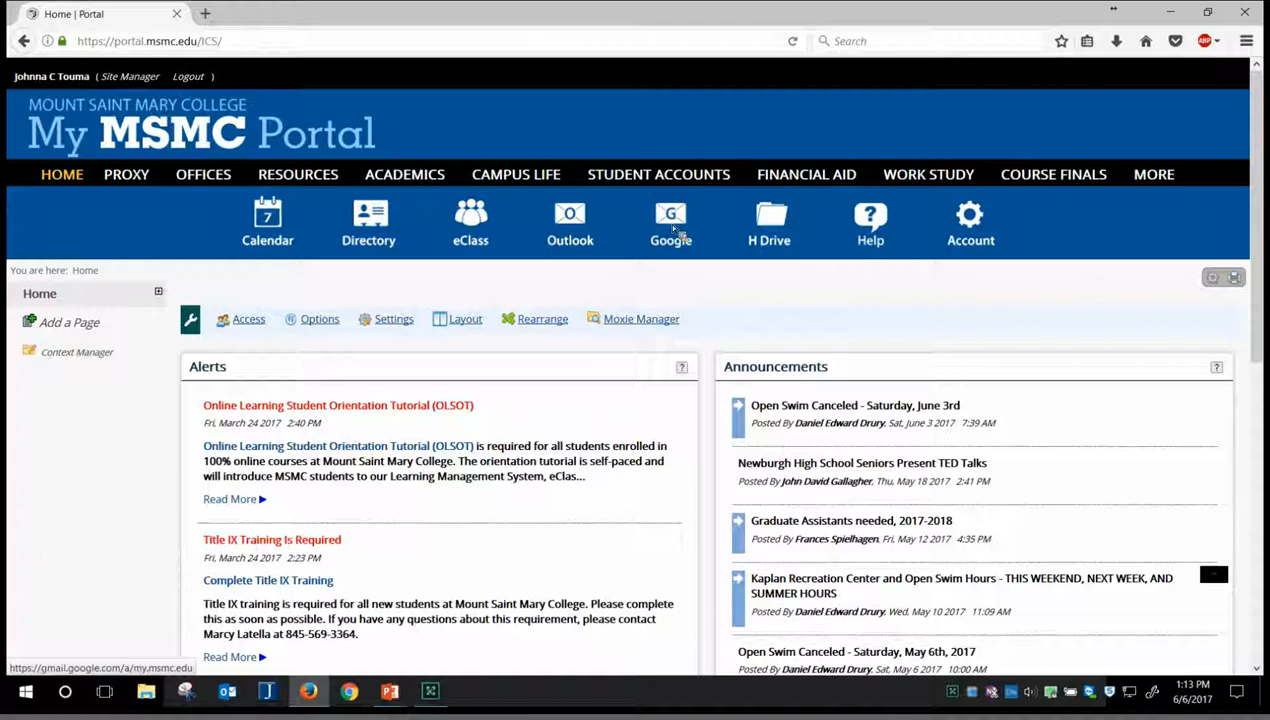 Home | Portal
https://portal.msmc.edu/ICS/
Search
ABP
Johnna C Touma ( Site Manager Logout )
MOUNT SAINT MARY COLLEGE
My MSMC Portal
HOME PROXY OFFICES RESOURCES ACADEMICS CAMPUS LIFE STUDENT ACCOUNTS FINANCIAL AID WORK STUDY COURSE FINALS MORE
7 O G ?
Calendar Directory eClass Outlook Google H Drive Help Account
You are here: Home
Home
Add a Page
Context Manager
Access Options Settings Layout Rearrange Moxie Manager
Alerts ?
Online Learning Student Orientation Tutorial (OLSOT)
Fri, March 24 2017 2:40 PM
Online Learning Student Orientation Tutorial (OLSOT) is required for all students enrolled in
100% online courses at Mount Saint Mary College. The orientation tutorial is self-paced and
will introduce MSMC students to our Learning Management System, eClas...
Read More
Title IX Training Is Required
Fri, March 24 2017 2:23 PM
Complete Title IX Training
Title IX training is required for all new students at Mount Saint Mary College. Please complete
this as soon as possible. If you have any questions about this requirement, please contact
Marcy Latella at 845-569-3364.
Read More
Announcements ?
Open Swim Canceled - Saturday, June 3rd
Posted By Daniel Edward Drury, Sat, June 3 2017 7:39 AM
Newburgh High School Seniors Present TED Talks
Posted By John David Gallagher, Thu, May 18 2017 2:41 PM
Graduate Assistants needed, 2017-2018
Posted By Frances Spielhagen, Fri, May 12 2017 4:35 PM
Kaplan Recreation Center and Open Swim Hours - THIS WEEKEND, NEXT WEEK, AND
SUMMER HOURS
Posted By Daniel Edward Drury, Wed, May 10 2017 11:09 AM
Open Swim Canceled - Saturday, May 6th, 2017
Posted By Daniel Edward Drury, Sat, May 6 2017 10:00 AM
https://gmail.google.com/a/my.msmc.edu
1:13 PM
6/6/2017